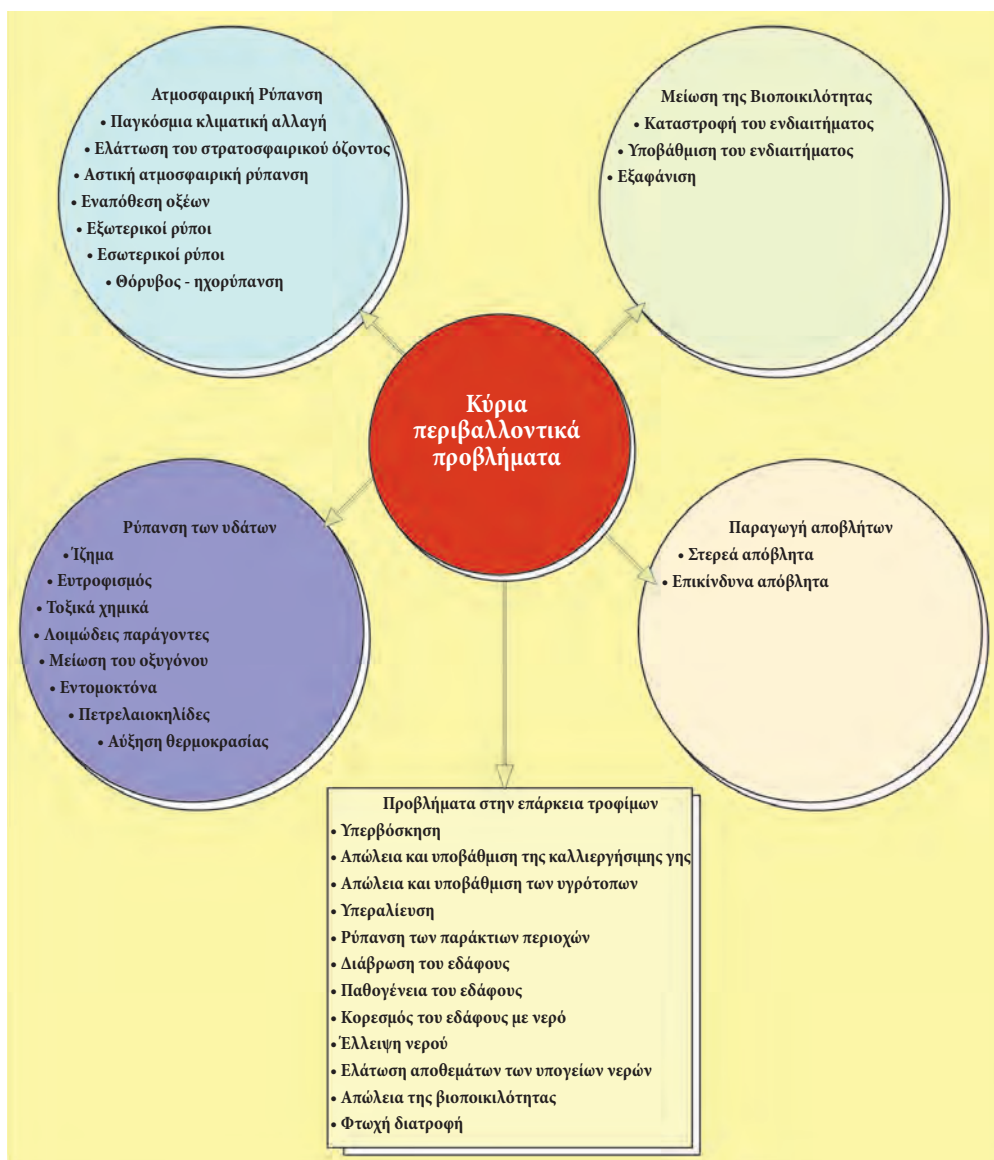 Ατμοσφαιρική Ρύπανση
• Παγκόσμια κλιματική αλλαγή
• Ελάττωση του στρατοσφαιρικού όζοντος
• Αστική ατμοσφαιρική ρύπανση
• Εναπόθεση οξέων
• Εξωτερικοί ρύποι
• Εσωτερικοί ρύποι
• Θόρυβος - ηχορύπανση
Μείωση της Βιοποικιλότητας
• Καταστροφή του ενδιαιτήματος
• Υποβάθμιση του ενδιαιτήματος
• Εξαφάνιση
Κύρια
περιβαλλοντικά
προβλήματα
Ρύπανση των υδάτων
• Ίζημα
• Ευτροφισμός
• Τοξικά χημικά
• Λοιμώδεις παράγοντες
• Μείωση του οξυγόνου
• Εντομοκτόνα
• Πετρελαιοκηλίδες
• Αύξηση θερμοκρασίας
Παραγωγή αποβλήτων
• Στερεά απόβλητα
• Επικίνδυνα απόβλητα
Προβλήματα στην επάρκεια τροφίμων
• Υπερβόσκηση
• Απώλεια και υποβάθμιση της καλλιεργήσιμης γης
• Απώλεια και υποβάθμιση των υγρότοπων
• Υπεραλίευση
• Ρύπανση των παράκτιων περιοχών
• Διάβρωση του εδάφους
• Παθογένεια του εδάφους
• Κορεσμός του εδάφους με νερό
• Έλλειψη νερού
• Ελάτωση αποθεμάτων των υπογείων νερών
• Απώλεια της βιοποικιλότητας
• Φτωχή διατροφή